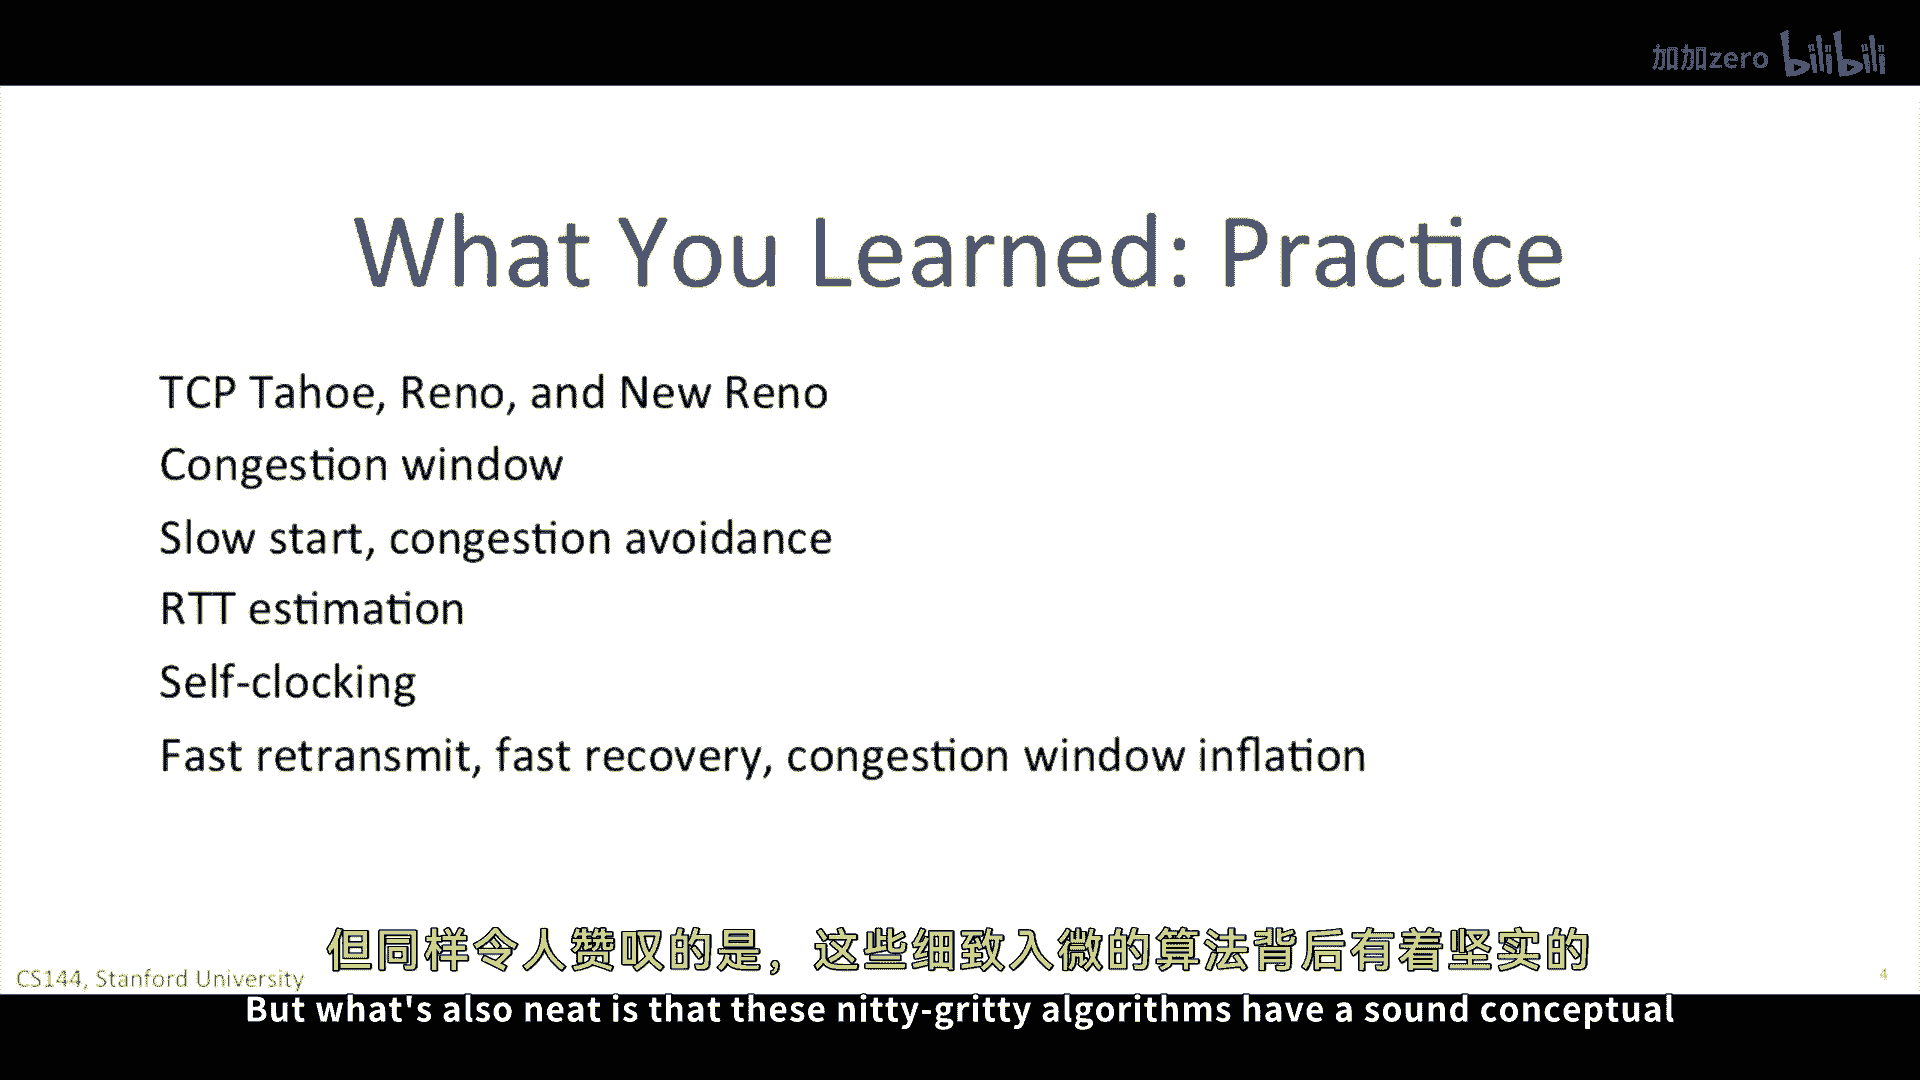 加加zero bilibili
What You Learned: Practice
TCP Tahoe, Reno, and New Reno
Congestion window
Slow start, congestion avoidance
RTT estimation
Self-clocking
Fast retransmit, fast recovery, congestion window inflation
但同样令人赞叹的是，这些细致入微的算法背后有着坚实的
CS144, Stanford University
4
But what's also neat is that these nitty-gritty algorithms have a sound conceptual